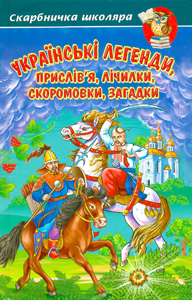 Скарбничка школяра
УКРАЇНСЬКІ ЛЕГЕНДИ,
ПРИСЛІВ'Я, ЛІЧИЛКИ,
СКОРОМОВКИ, ЗАГАДКИ